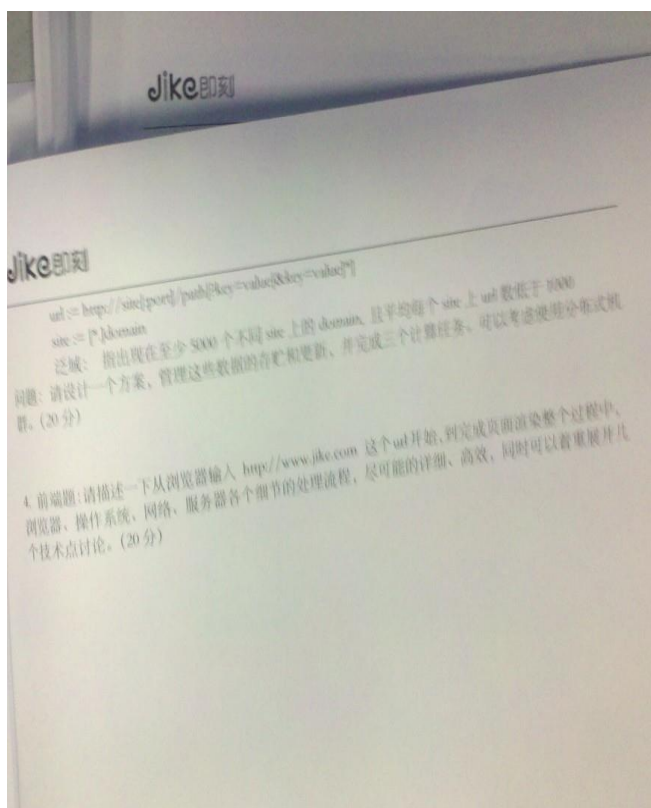 Jike即刻
Jike即刻
url := http://site[:port]/path[?key=value[&key=value]*]
site := [*.]domain
泛域： 指出现在至少 5000 个不同 site 上的 domain, 且平均每个 site 上 url 数低于 1000
问题：请设计一个方案，管理这些数据的存贮和更新、并完成三个计算任务、可以考虑使用分布式机
群。(20 分)
4. 前端题:请描述一下从浏览器输入 http://www.jike.com 这个url开始,到完成页面渲染整个过程中,
浏览器、操作系统、网络、服务器各个细节的处理流程，尽可能的详细、高效，同时可以着重展开几
个技术点讨论。(20 分)